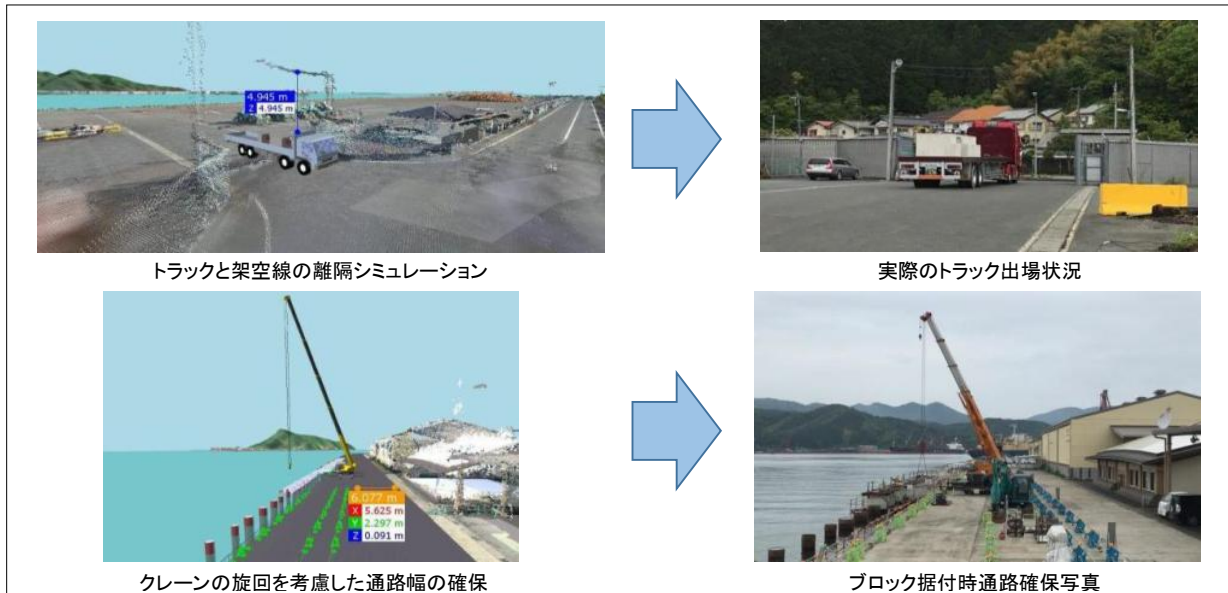 4.945 m
Z 4.945 m
トラックと架空線の離隔シミュレーション
実際のトラック出場状況
6.077 m
X 5.625 m
Y 2.297 m
Z 0.091 m
クレーンの旋回を考慮した通路幅の確保
ブロック据付時通路確保写真